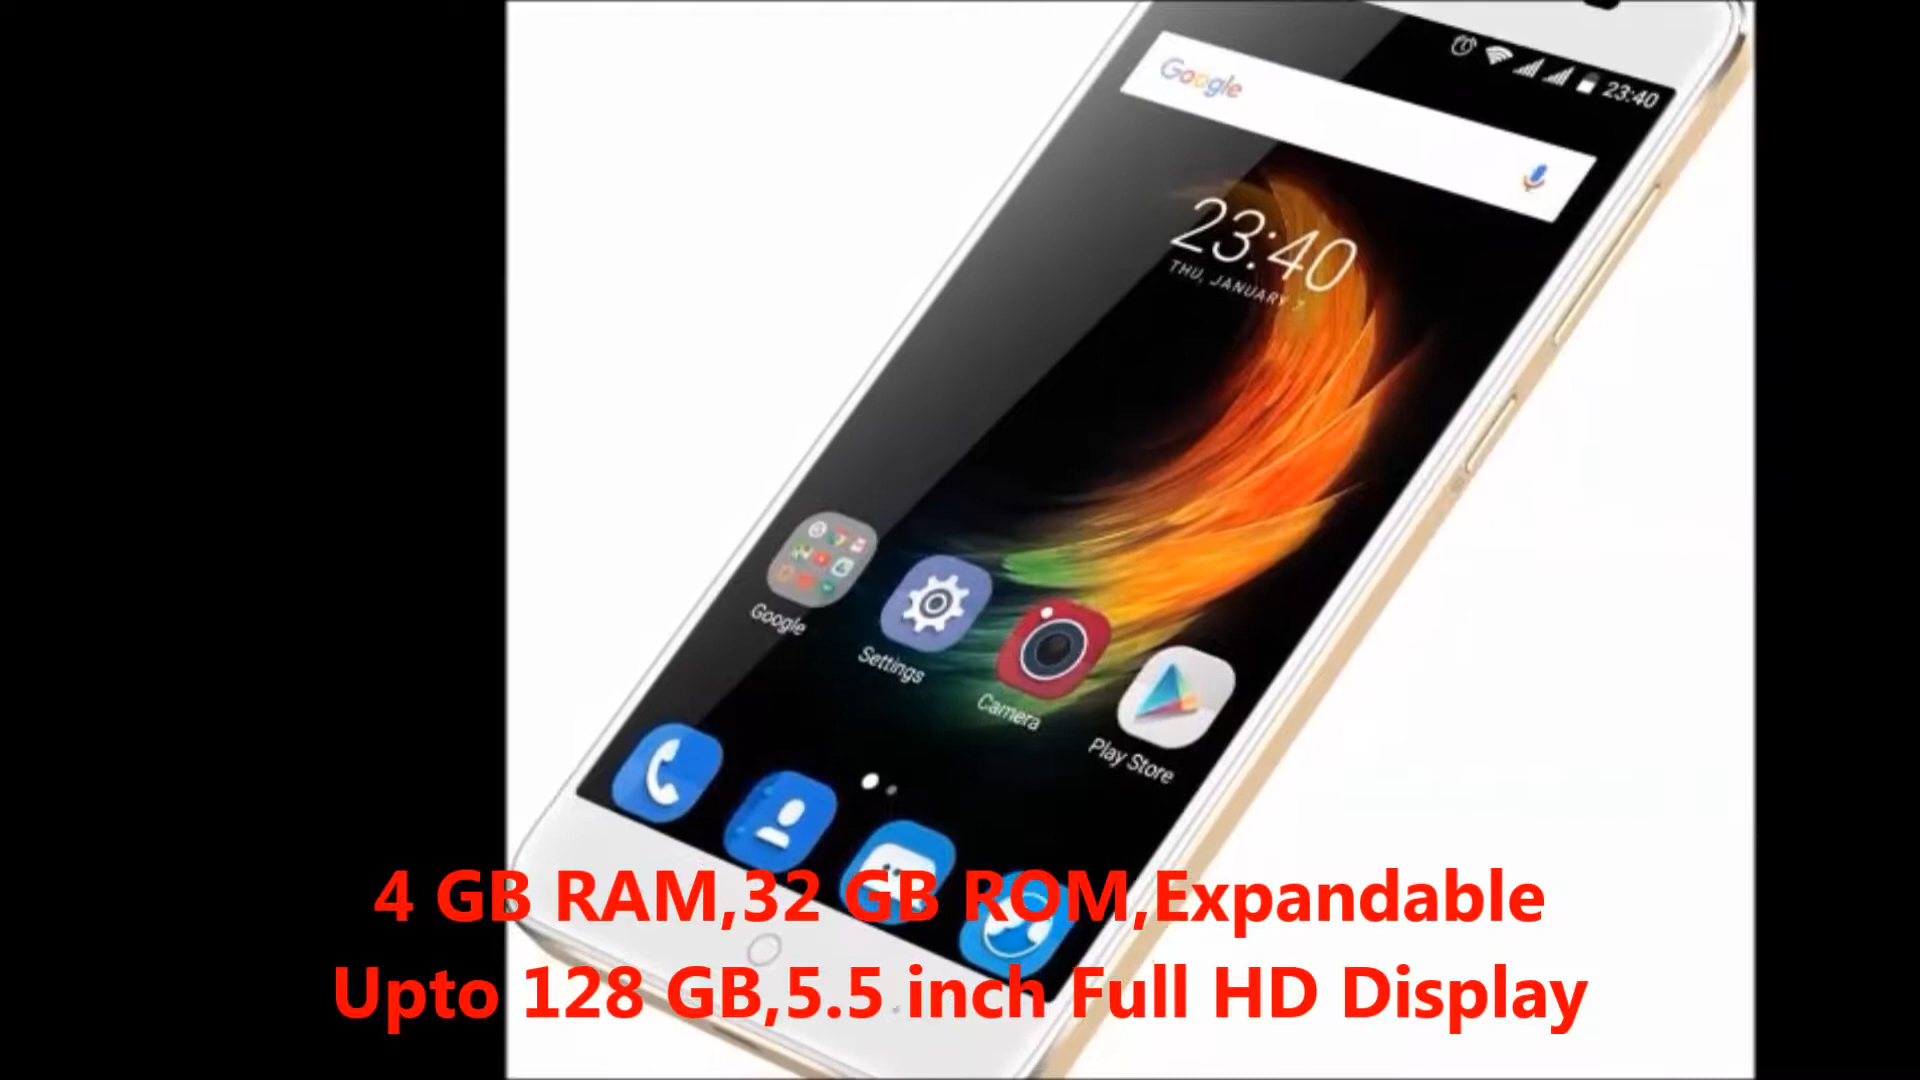 Google
23:40
23:40
THU, JANUARY 7
Google
Settings
Camera
Play Store
4 GB RAM,32 GB ROM,Expandable
Upto 128 GB,5.5 inch Full HD Display